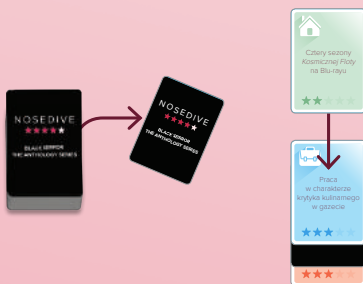 NOSEDIVE
BLACK MIRROR
THE ANTHOLOGY SERIES
NOSEDIVE
BLACK MIRROR
THE ANTHOLOGY SERIES
Cztery sezony
Kosmicznej Floty
na Blu-rayu
Praca
w charakterze
krytyka kulinarnego
w gazecie